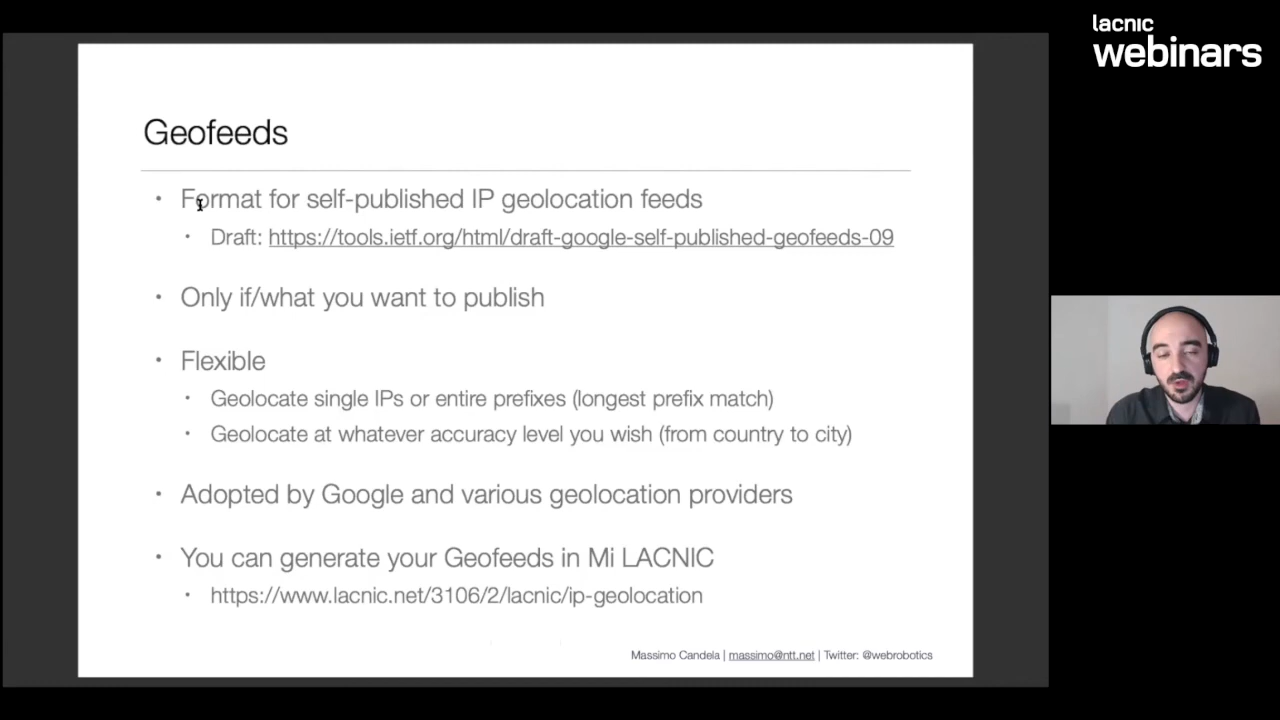 lacnic
webinars
Geofeeds
• Format for self-published IP geolocation feeds
• Draft: https://tools.ietf.org/html/draft-google-self-published-geofeeds-09
• Only if/what you want to publish
• Flexible
• Geolocate single IPs or entire prefixes (longest prefix match)
• Geolocate at whatever accuracy level you wish (from country to city)
• Adopted by Google and various geolocation providers
• You can generate your Geofeeds in Mi LACNIC
• https://www.lacnic.net/3106/2/lacnic/ip-geolocation
Massimo Candela | massimo@ntt.net | Twitter: @webrobotics